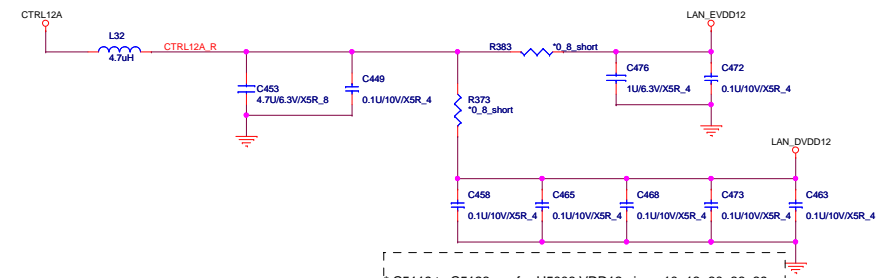 CTRL12A
L32
4.7uH
CTRL12A_R
C453
4.7U/6.3V/X5R_8
C449
0.1U/10V/X5R_4
R383
*0_8_short
R373
*0_8_short
LAN_EVDD12
C476
1U/6.3V/X5R_4
C472
0.1U/10V/X5R_4
LAN_DVDD12
C458
0.1U/10V/X5R_4
C465
0.1U/10V/X5R_4
C468
0.1U/10V/X5R_4
C473
0.1U/10V/X5R_4
C463
0.1U/10V/X5R_4